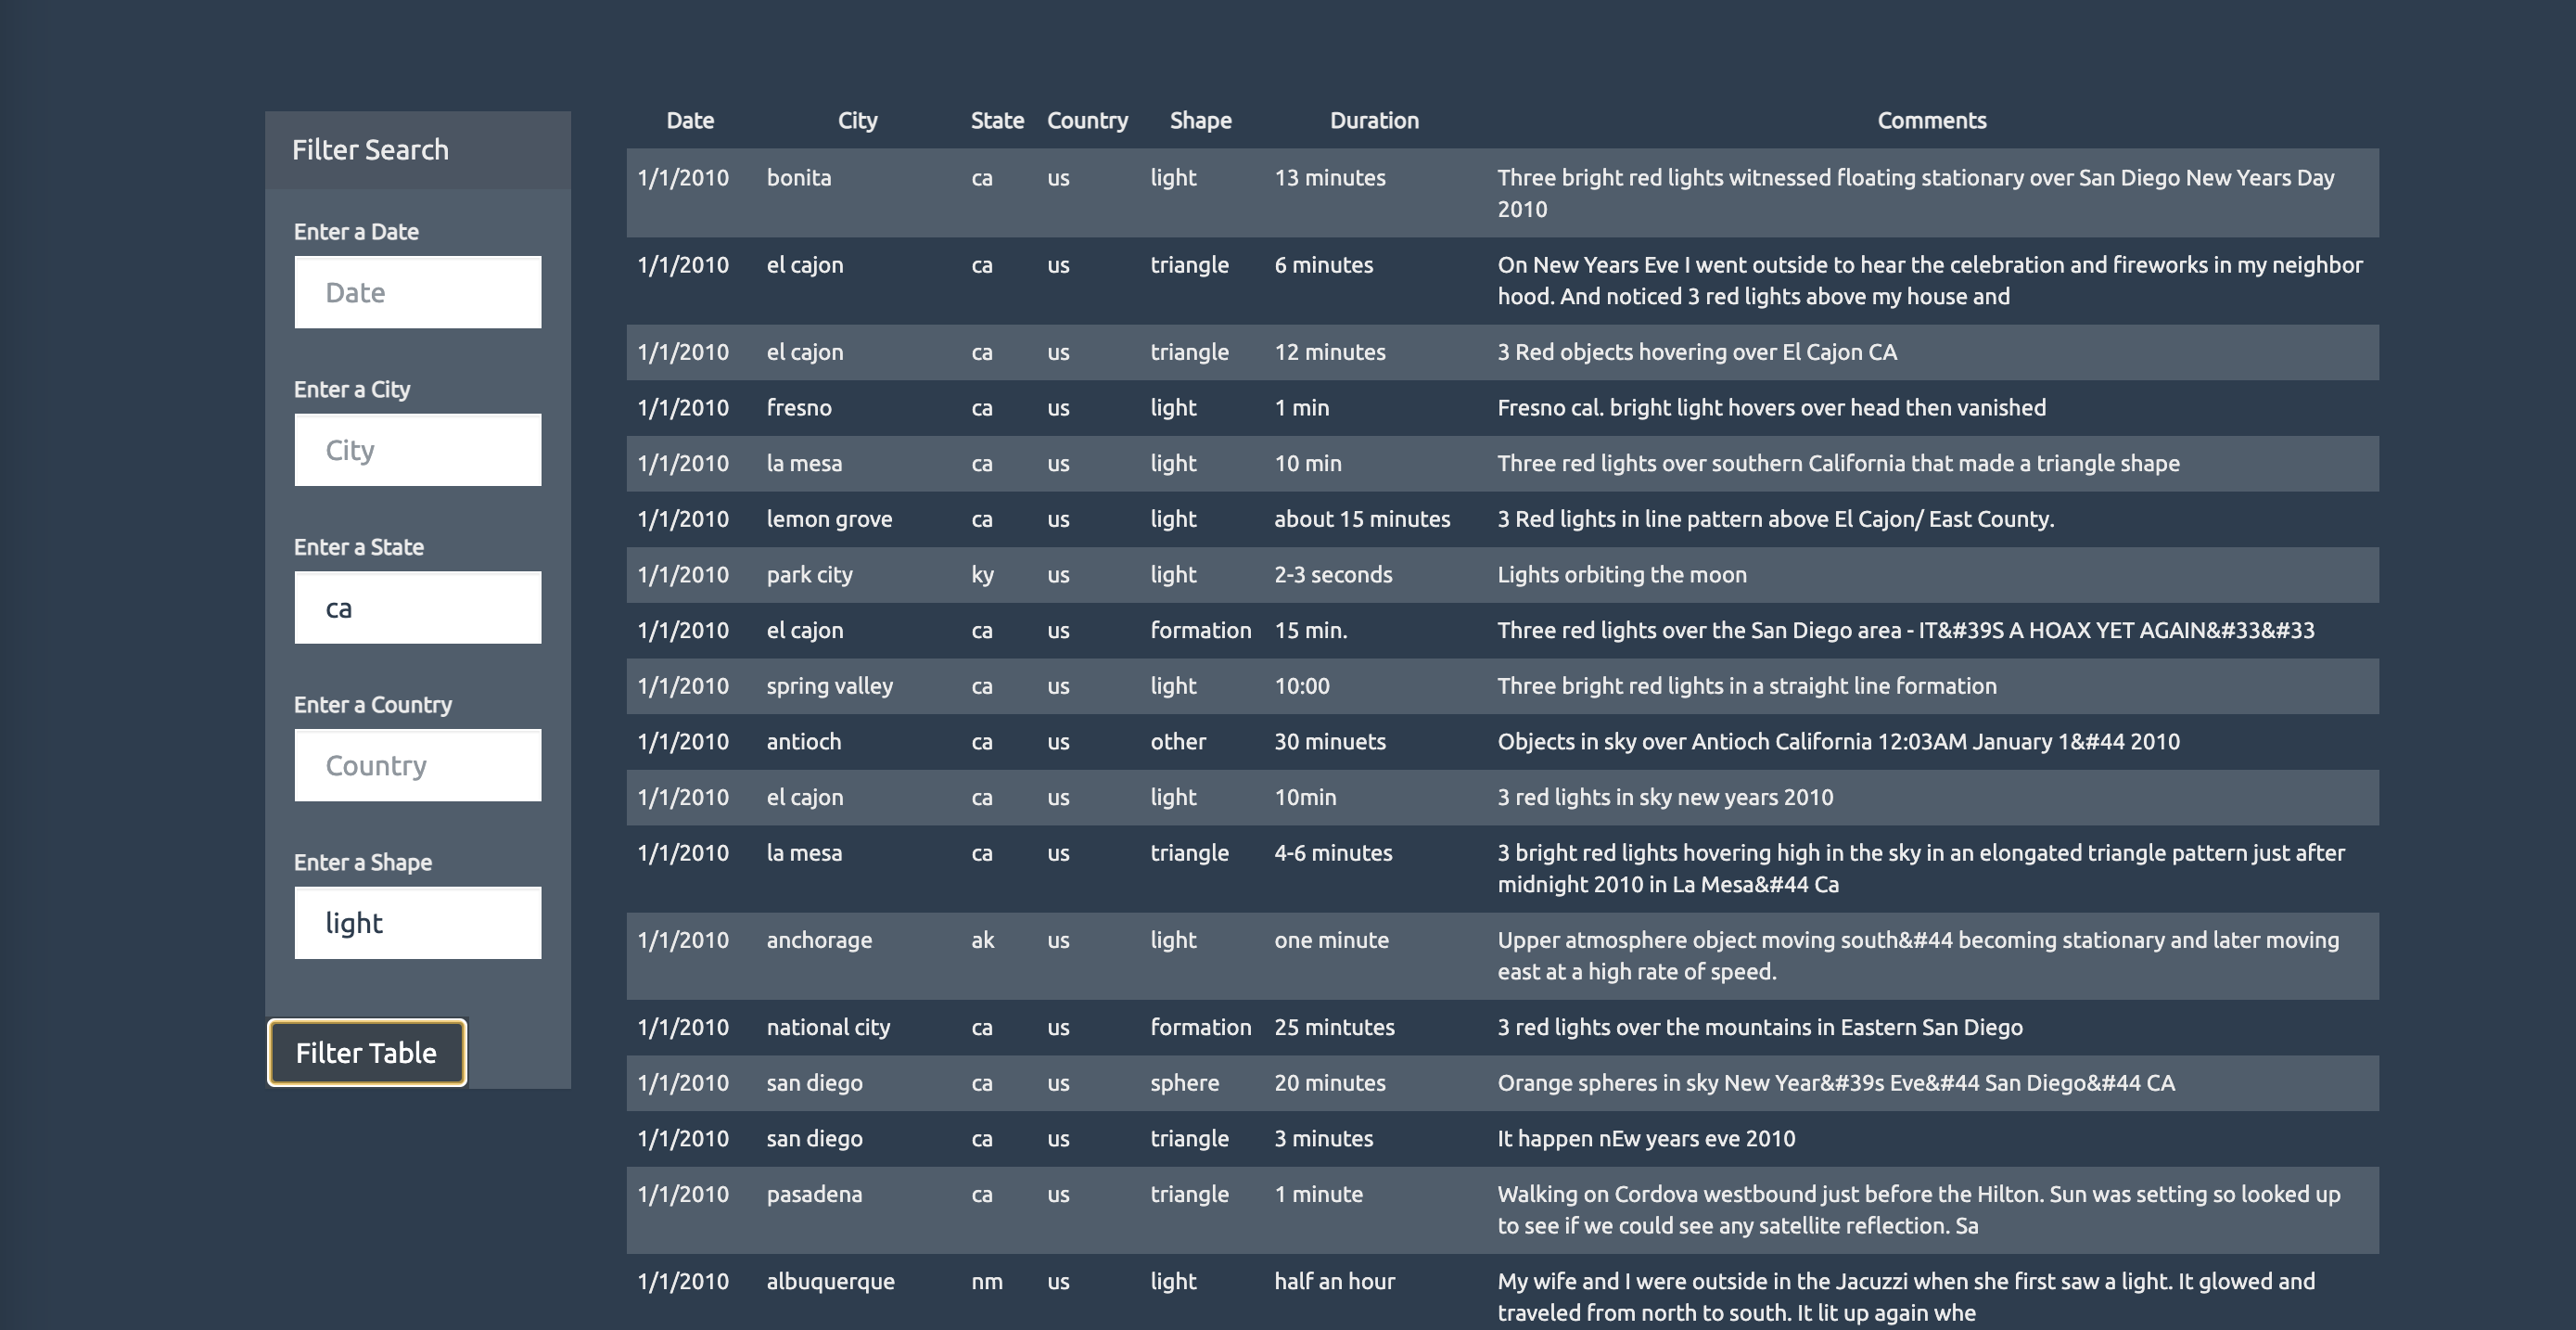 Filter Search
Enter a Date
Date
Enter a City
City
Enter a State
ca
Enter a Country
Country
Enter a Shape
light
Filter Table
Date City State Country Shape Duration Comments
1/1/2010 bonita ca us light 13 minutes Three bright red lights witnessed floating stationary over San Diego New Years Day
2010
1/1/2010 el cajon ca us triangle 6 minutes On New Years Eve I went outside to hear the celebration and fireworks in my neighbor
hood. And noticed 3 red lights above my house and
1/1/2010 el cajon ca us triangle 12 minutes 3 Red objects hovering over El Cajon CA
1/1/2010 fresno ca us light 1 min Fresno cal. bright light hovers over head then vanished
1/1/2010 la mesa ca us light 10 min Three red lights over southern California that made a triangle shape
1/1/2010 lemon grove ca us light about 15 minutes 3 Red lights in line pattern above El Cajon/ East County.
1/1/2010 park city ky us light 2-3 seconds Lights orbiting the moon
1/1/2010 el cajon ca us formation 15 min. Three red lights over the San Diego area - IT&#39S A HOAX YET AGAIN&#33&#33
1/1/2010 spring valley ca us light 10:00 Three bright red lights in a straight line formation
1/1/2010 antioch ca us other 30 minuets Objects in sky over Antioch California 12:03AM January 1&#44 2010
1/1/2010 el cajon ca us light 10min 3 red lights in sky new years 2010
1/1/2010 la mesa ca us triangle 4-6 minutes 3 bright red lights hovering high in the sky in an elongated triangle pattern just after
midnight 2010 in La Mesa&#44 Ca
1/1/2010 anchorage ak us light one minute Upper atmosphere object moving south&#44 becoming stationary and later moving
east at a high rate of speed.
1/1/2010 national city ca us formation 25 mintutes 3 red lights over the mountains in Eastern San Diego
1/1/2010 san diego ca us sphere 20 minutes Orange spheres in sky New Year&#39s Eve&#44 San Diego&#44 CA
1/1/2010 san diego ca us triangle 3 minutes It happen nEw years eve 2010
1/1/2010 pasadena ca us triangle 1 minute Walking on Cordova westbound just before the Hilton. Sun was setting so looked up
to see if we could see any satellite reflection. Sa
1/1/2010 albuquerque nm us light half an hour My wife and I were outside in the Jacuzzi when she first saw a light. It glowed and
traveled from north to south. It lit up again whe